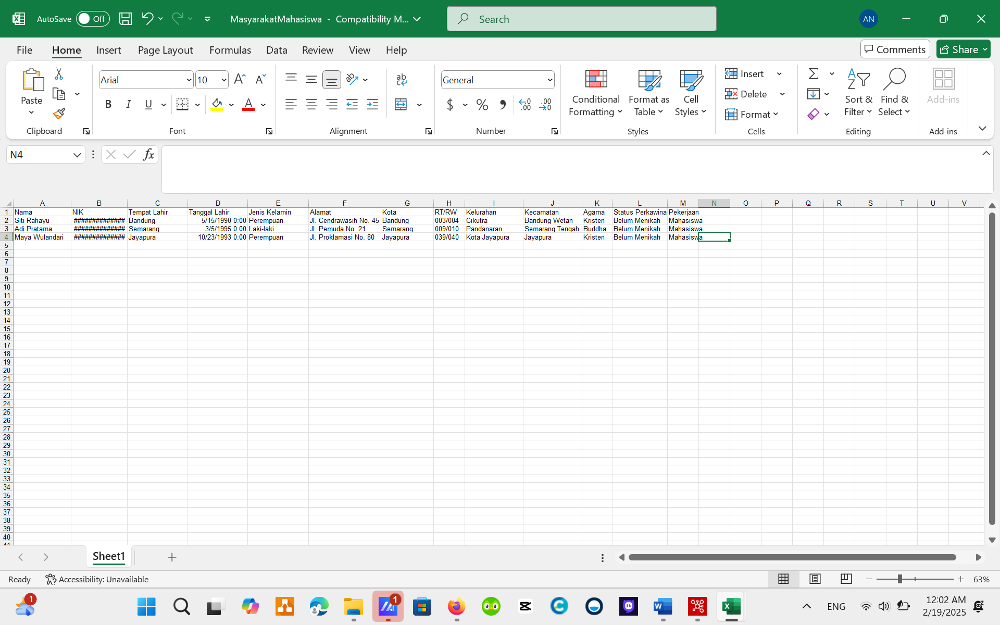 AutoSave Off MasyarakatMahasiswa - Compatibility M... Search AN
File Home Insert Page Layout Formulas Data Review View Help Comments Share
Paste Arial 10 General Conditional Formatting Format as Table Cell Styles Insert Delete Format Sort & Filter Find & Select Add-ins
Clipboard Font Alignment Number Styles Cells Editing Add-ins
N4 fx
A B C D E F G H I J K L M N O P Q R S T U V
1 Nama NIK Tempat Lahir Tanggal Lahir Jenis Kelamin Alamat Kota RT/RW Kelurahan Kecamatan Agama Status Perkawina Pekerjaan
2 Siti Rahayu ############## Bandung 5/15/1990 0:00 Perempuan Jl. Cendrawasih No. 45 Bandung 003/004 Cikutra Bandung Wetan Kristen Belum Menikah Mahasiswa
3 Adi Pratama ############## Semarang 3/5/1995 0:00 Laki-laki Jl. Pemuda No. 21 Semarang 009/010 Pandanaran Semarang Tengah Buddha Belum Menikah Mahasiswa
4 Maya Wulandari ############## Jayapura 10/23/1993 0:00 Perempuan Jl. Proklamasi No. 80 Jayapura 039/040 Kota Jayapura Jayapura Kristen Belum Menikah Mahasiswa
5
6
7
8
9
10
11
12
13
14
15
16
17
18
19
20
21
22
23
24
25
26
27
28
29
30
31
32
33
34
35
36
37
38
39
40
41
Sheet1
Ready Accessibility: Unavailable 63%
1 1 ENG 12:02 AM
2/19/2025